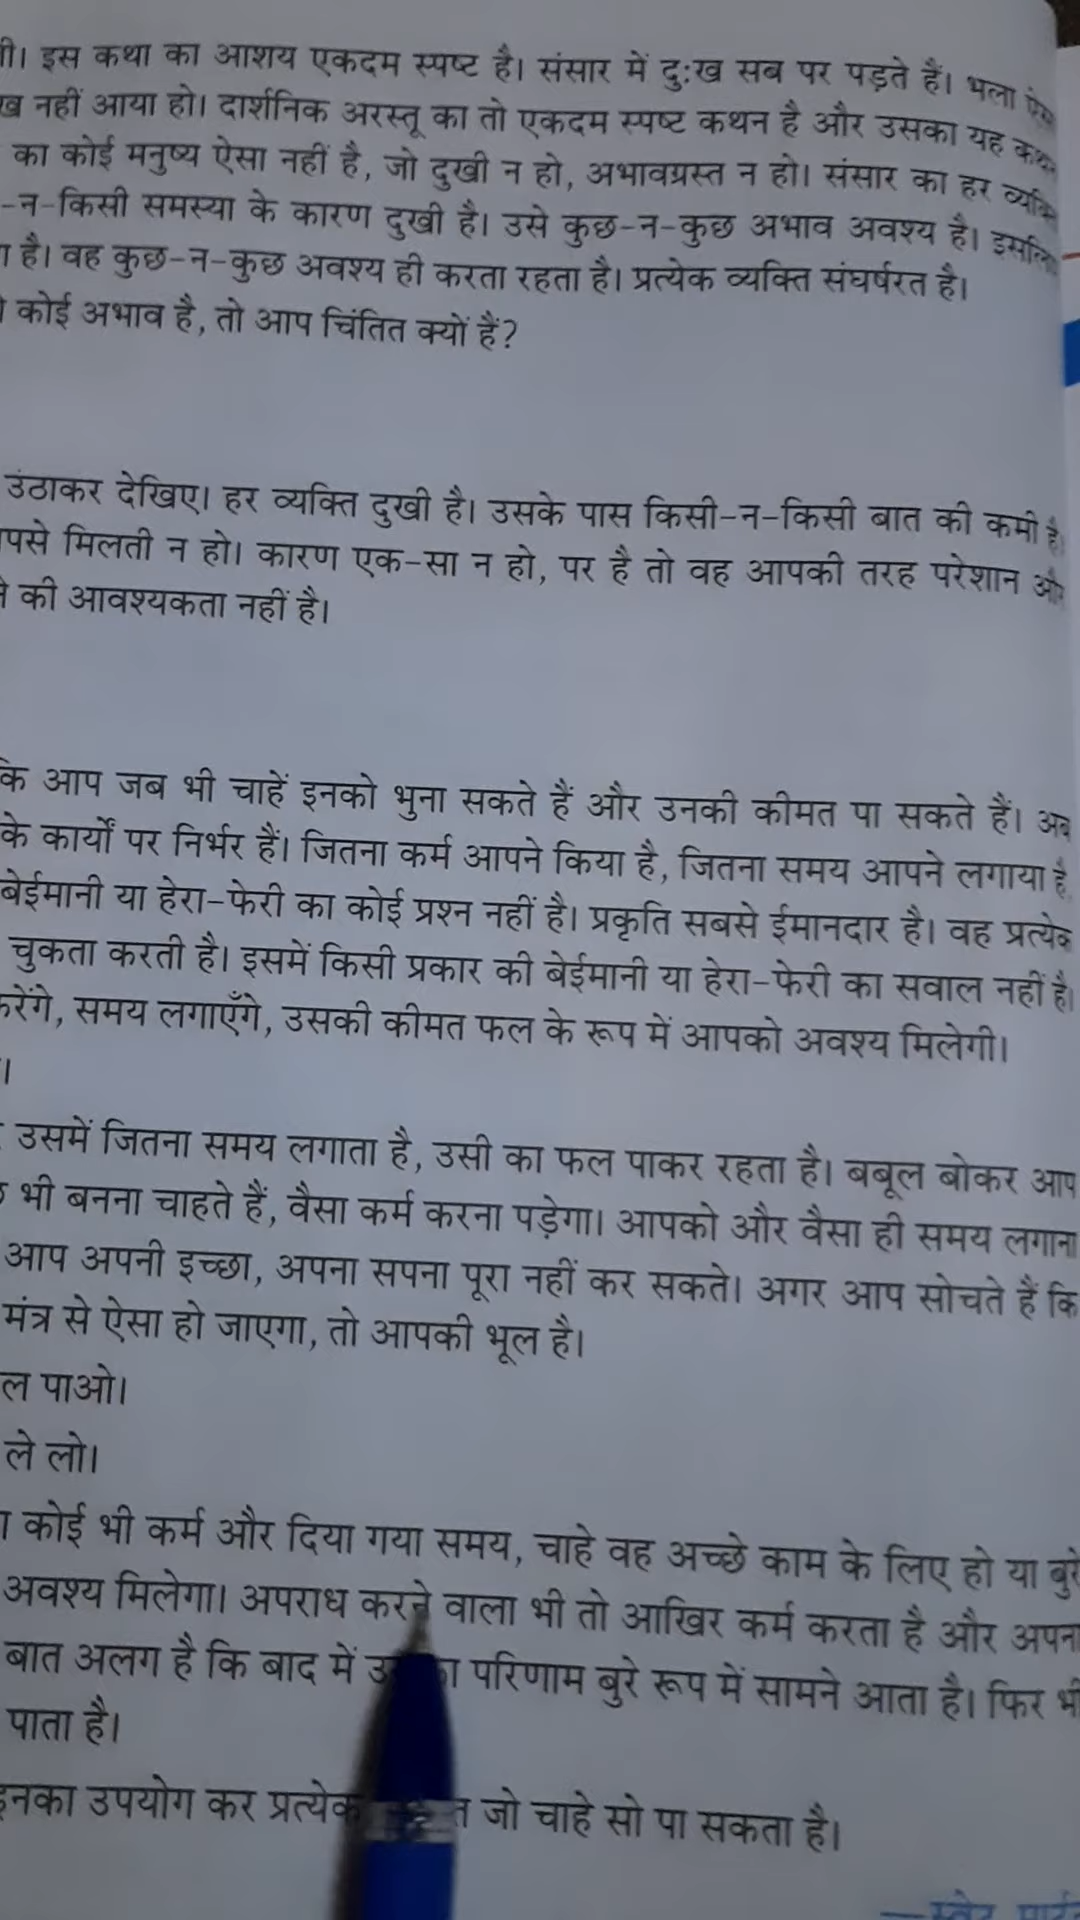 इस कथा का आशय एकदम स्पष्ट है। संसार में दुःख सब पर पड़ते हैं। भला
नहीं आया हो। दार्शनिक अरस्तू का तो एकदम स्पष्ट कथन है और उसका यह
का कोई मनुष्य ऐसा नहीं है, जो दुखी न हो, अभावग्रस्त न हो। संसार का हर
-न-किसी समस्या के कारण दुखी है। उसे कुछ-न-कुछ अभाव अवश्य है।
है। वह कुछ-न-कुछ अवश्य ही करता रहता है। प्रत्येक व्यक्ति संघर्षरत है।
कोई अभाव है, तो आप चिंतित क्यों हैं?
उंठाकर देखिए। हर व्यक्ति दुखी है। उसके पास किसी-न-किसी बात की कमी है।
मिलती न हो। कारण एक-सा न हो, पर है तो वह आपकी तरह परेशान और
की आवश्यकता नहीं है।
कि आप जब भी चाहें इनको भुना सकते हैं और उनकी कीमत पा सकते हैं। अब
के कार्यों पर निर्भर हैं। जितना कर्म आपने किया है, जितना समय आपने लगाया है,
बेईमानी या हेरा-फेरी का कोई प्रश्न नहीं है। प्रकृति सबसे ईमानदार है। वह प्रत्येक
चुकता करती है। इसमें किसी प्रकार की बेईमानी या हेरा-फेरी का सवाल नहीं है।
समय लगाएँगे, उसकी कीमत फल के रूप में आपको अवश्य मिलेगी।
।
उसमें जितना समय लगाता है, उसी का फल पाकर रहता है। बबूल बोकर आप
भी बनना चाहते हैं, वैसा कर्म करना पड़ेगा। आपको और वैसा ही समय लगाना
आप अपनी इच्छा, अपना सपना पूरा नहीं कर सकते। अगर आप सोचते हैं कि
मंत्र से ऐसा हो जाएगा, तो आपकी भूल है।
ल पाओ।
ले लो।
कोई भी कर्म और दिया गया समय, चाहे वह अच्छे काम के लिए हो या बुरे
अवश्य मिलेगा। अपराध करने वाला भी तो आखिर कर्म करता है और अपना
बात अलग है कि बाद में परिणाम बुरे रूप में सामने आता है। फिर भी
पाता है।
इनका उपयोग कर प्रत्येक जो चाहे सो पा सकता है।